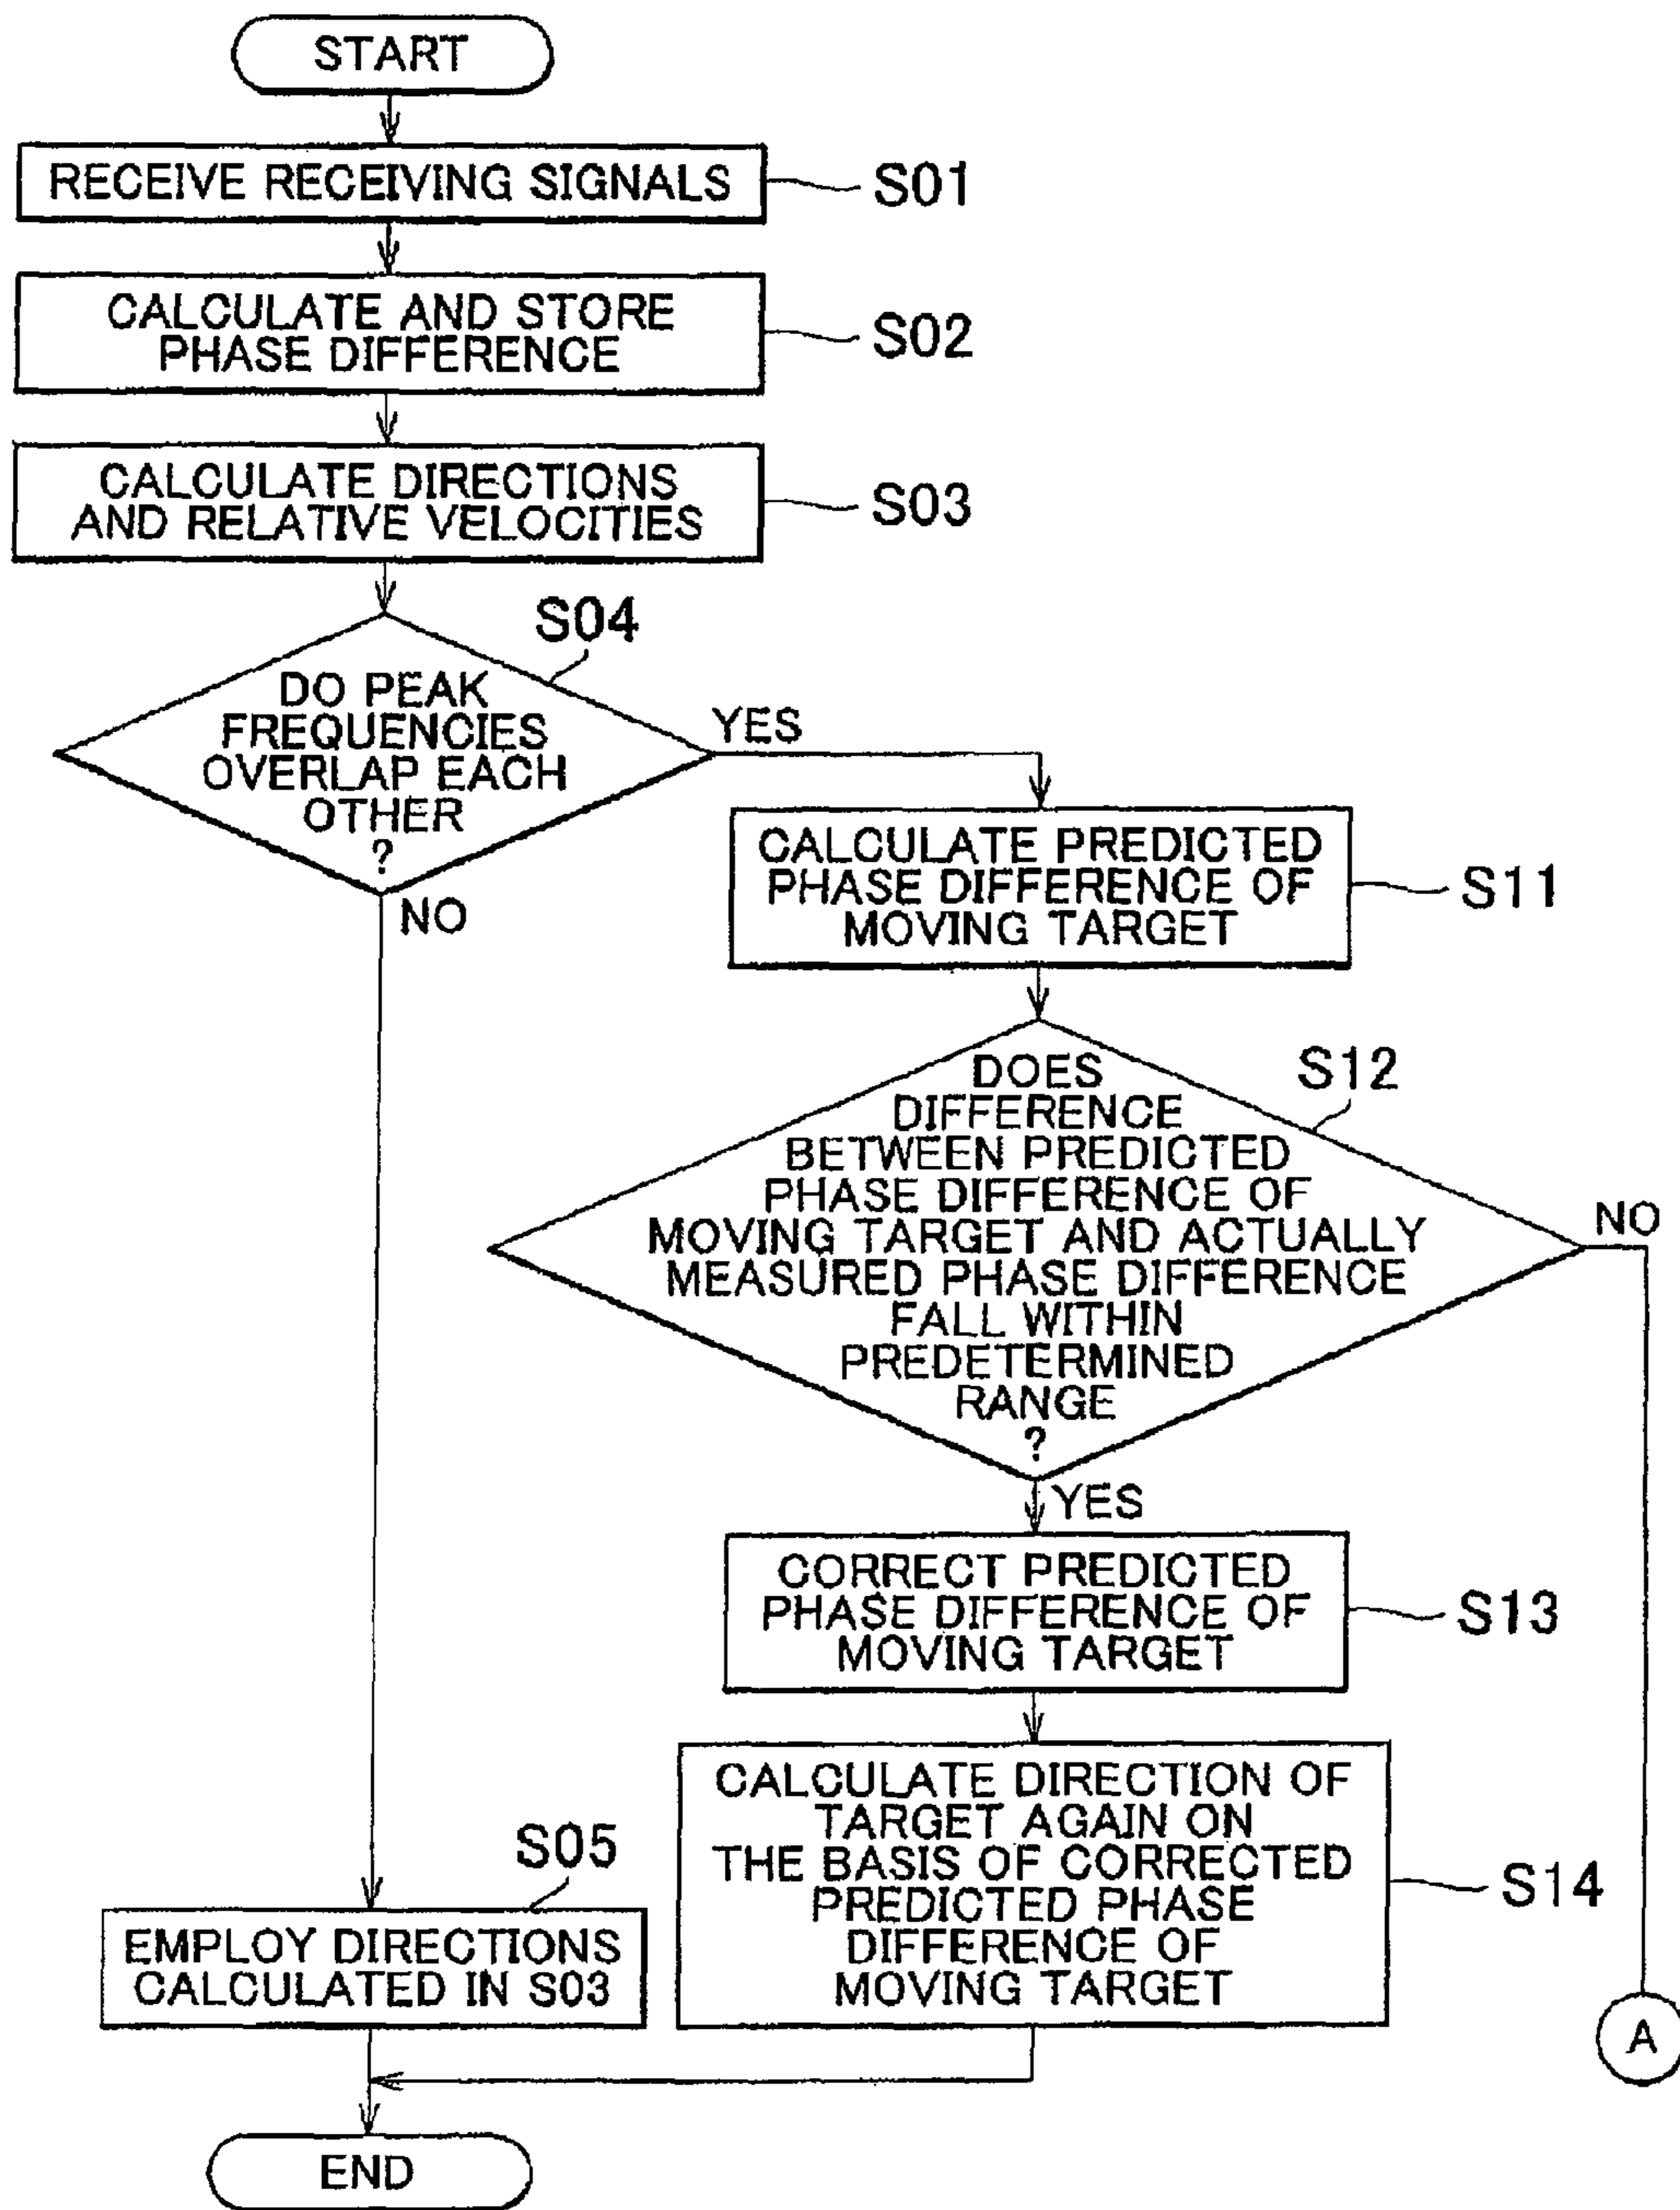 START
RECEIVE RECEIVING SIGNALS
S01
CALCULATE AND STORE
PHASE DIFFERENCE
S02
CALCULATE DIRECTIONS
AND RELATIVE VELOCITIES
S03
S04
DO PEAK
FREQUENCIES
OVERLAP EACH
OTHER
?
YES
NO
CALCULATE PREDICTED
PHASE DIFFERENCE OF
MOVING TARGET
S11
S12
DOES
DIFFERENCE
BETWEEN PREDICTED
PHASE DIFFERENCE OF
MOVING TARGET AND ACTUALLY
MEASURED PHASE DIFFERENCE
FALL WITHIN
PREDETERMINED
RANGE
?
NO
YES
CORRECT PREDICTED
PHASE DIFFERENCE OF
MOVING TARGET
S13
CALCULATE DIRECTION OF
TARGET AGAIN ON
THE BASIS OF CORRECTED
PREDICTED PHASE
DIFFERENCE OF
MOVING TARGET
S14
S05
EMPLOY DIRECTIONS
CALCULATED IN S03
A
END